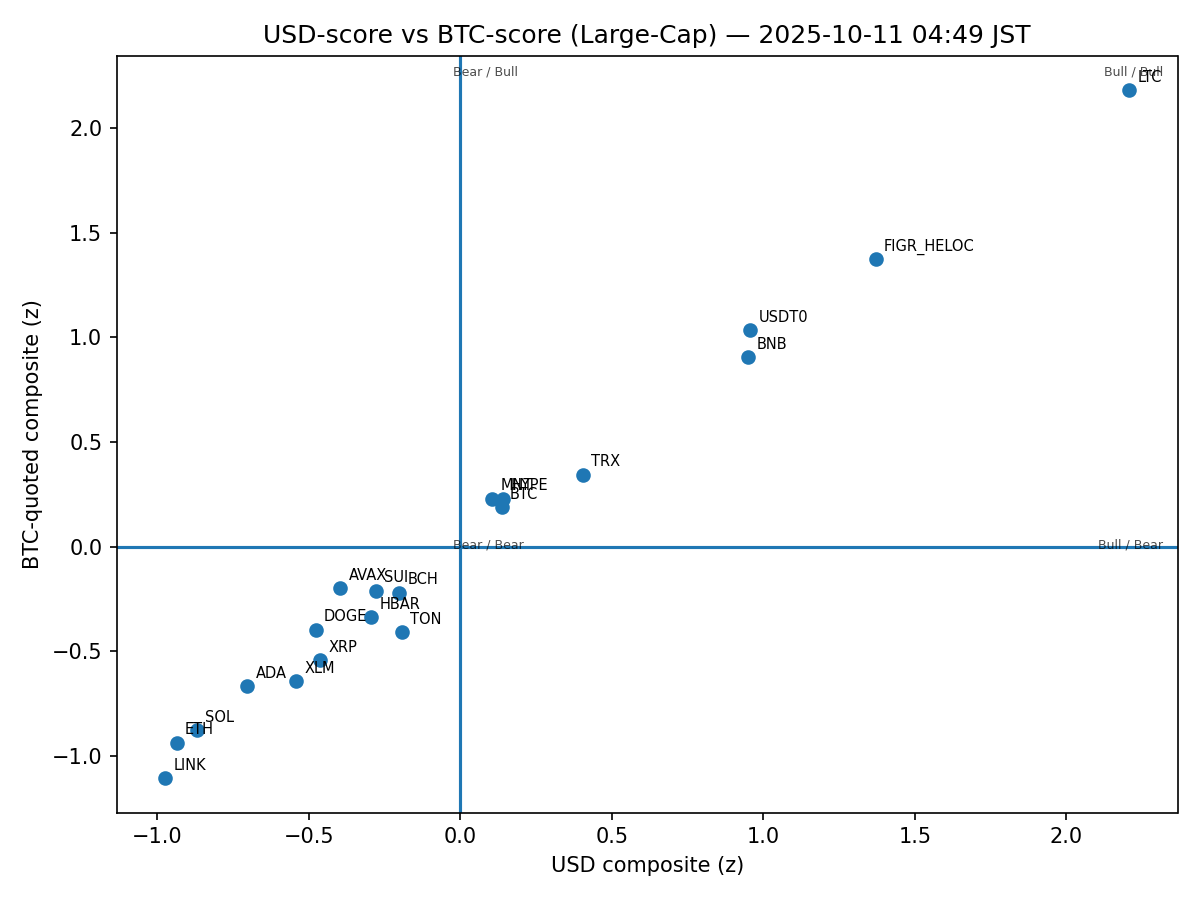 USD-score vs BTC-score (Large-Cap) — 2025-10-11 04:49 JST
Bear / Bull
Bull / Bull
LTC
2.0
1.5
FIGR_HELOC
USDT0
1.0
BNB
BTC-quoted composite (z)
0.5
TRX
HYPE
BTC
0.0
Bear / Bear
Bull / Bear
AVAX
SUI
BCH
HBAR
DOGE
TON
−0.5
XRP
XLM
ADA
SOL
ETH
−1.0
LINK
−1.0
−0.5
0.0
0.5
1.0
1.5
2.0
USD composite (z)